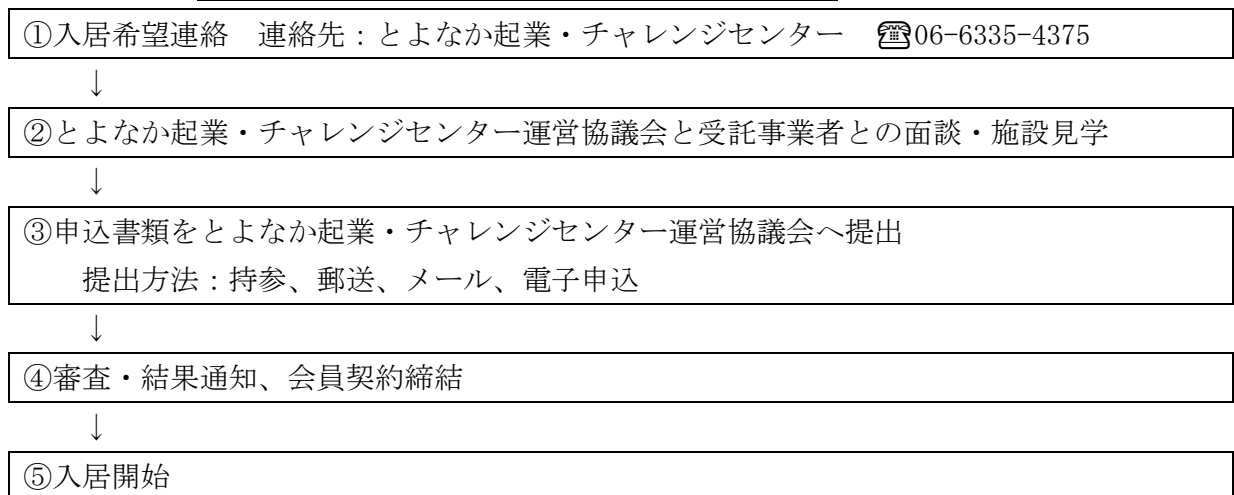 ①入居希望連絡　連絡先：とよなか起業・チャレンジセンター　☎06-6335-4375
↓
②とよなか起業・チャレンジセンター運営協議会と受託事業者との面談・施設見学
↓
③申込書類をとよなか起業・チャレンジセンター運営協議会へ提出
提出方法：持参、郵送、メール、電子申込
↓
④審査・結果通知、会員契約締結
↓
⑤入居開始